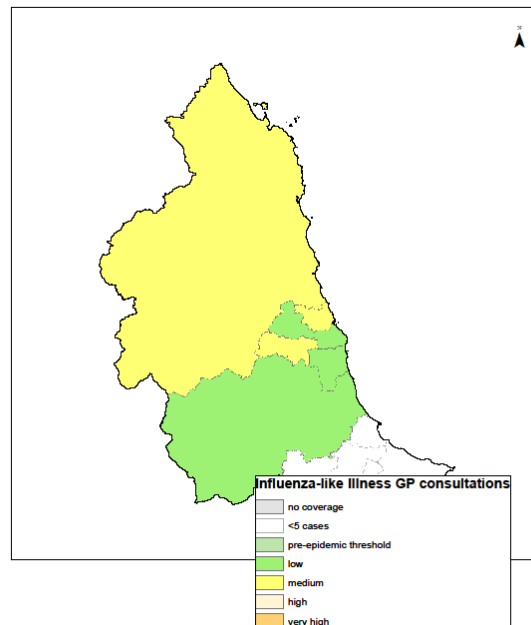 Influenza-like Illness GP consultations
no coverage
<5 cases
pre-epidemic threshold
low
medium
high
very high